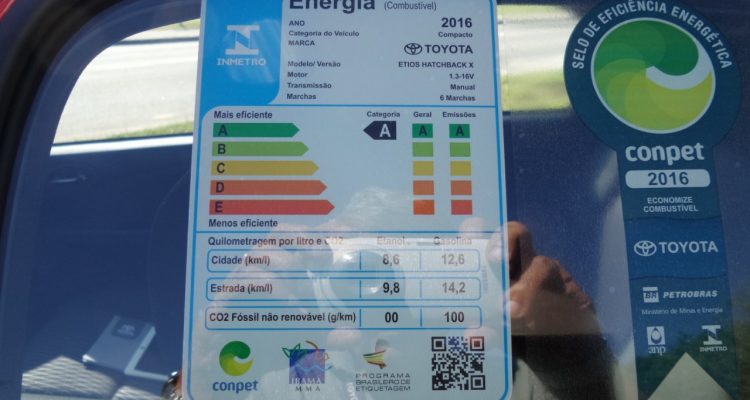 Energia (Combustível)
ANO 2016
Categoria do Veículo Compacto
MARCA TOYOTA
INMETRO
Modelo/Versão ETIOS HATCHBACK X
Motor 1.3-16V
Transmissão Manual
Marchas 6 Marchas
Mais eficiente Categoria Geral Emissões
A A A A
B
C
D
E
Menos eficiente
Quilometragem por litro e CO2 Etanol Gasolina
Cidade (km/l) 8,6 12,6
Estrada (km/l) 9,8 14,2
CO2 Fóssil não renovável (g/km) 00 100
conpet
IBAMA
MMA
PROGRAMA
BRASILEIRO DE
ETIQUETAGEM
SELO DE EFICIÊNCIA ENERGÉTICA
conpet
2016
ECONOMIZE
COMBUSTÍVEL
TOYOTA
BR PETROBRAS
Ministério de Minas e Energia
anp INMETRO